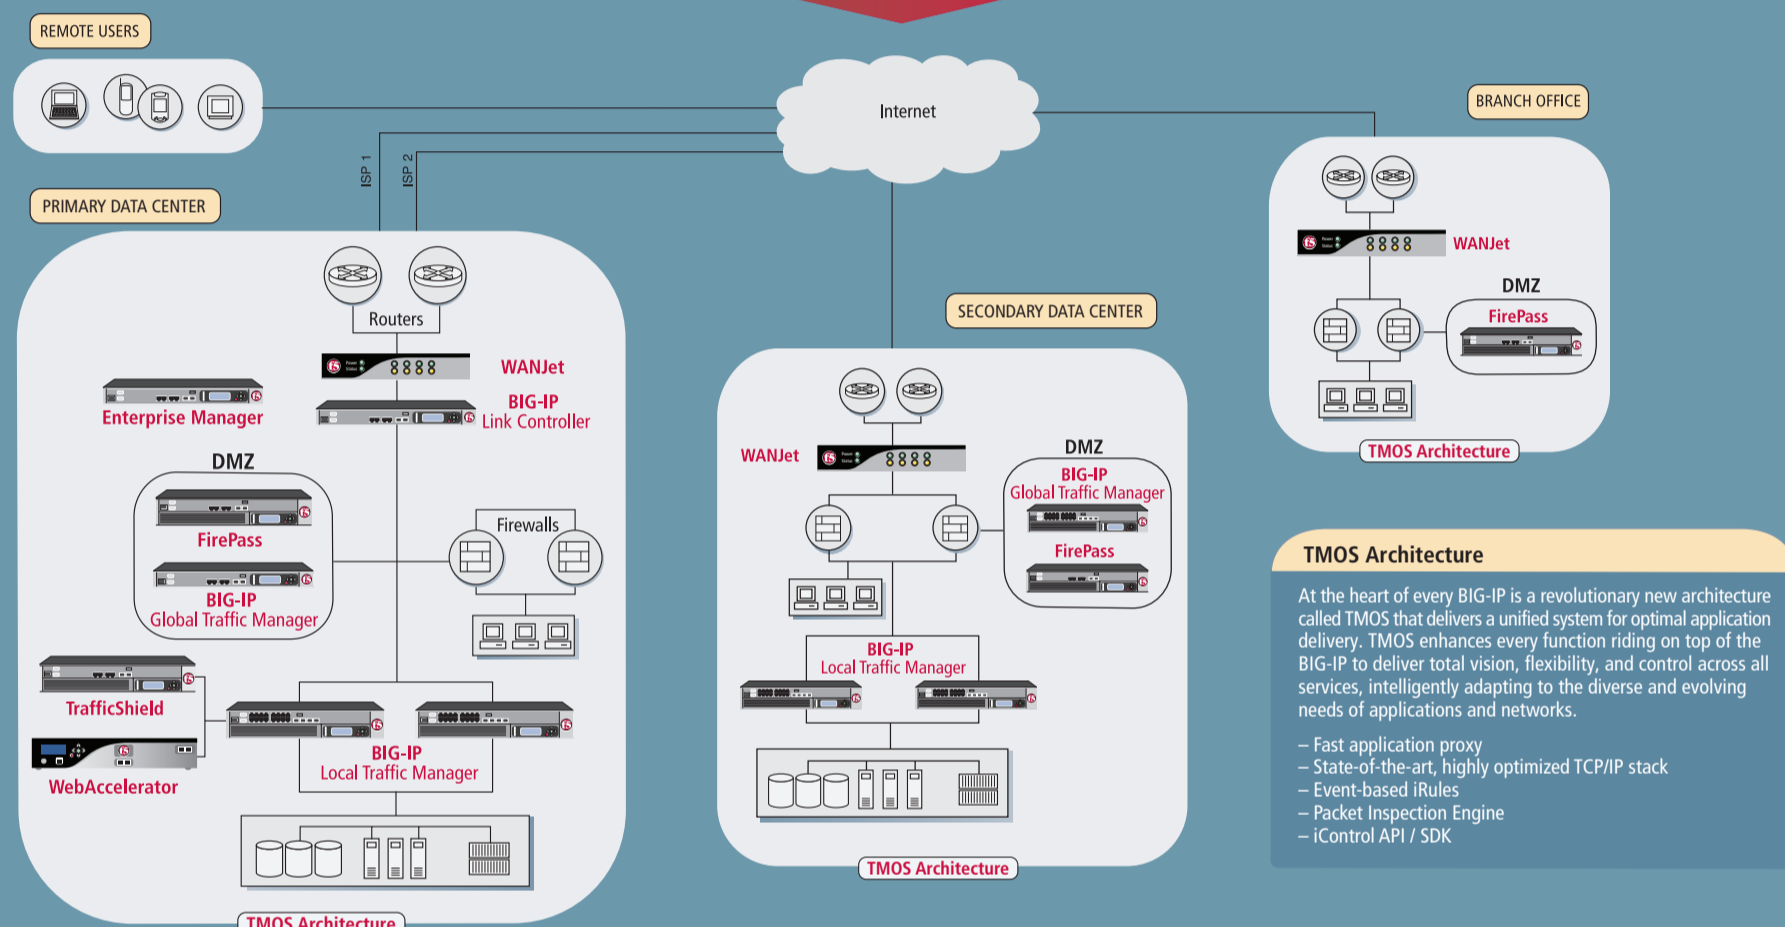 REMOTE USERS
Internet
BRANCH OFFICE
ISP 1
ISP 2
PRIMARY DATA CENTER
Routers
WANJet
BIG-IP
Link Controller
Enterprise Manager
DMZ
FirePass
BIG-IP
Global Traffic Manager
Firewalls
TrafficShield
WebAccelerator
BIG-IP
Local Traffic Manager
TMOS Architecture
SECONDARY DATA CENTER
WANJet
DMZ
BIG-IP
Global Traffic Manager
FirePass
BIG-IP
Local Traffic Manager
TMOS Architecture
WANJet
DMZ
FirePass
TMOS Architecture
TMOS Architecture
At the heart of every BIG-IP is a revolutionary new architecture
called TMOS that delivers a unified system for optimal application
delivery. TMOS enhances every function riding on top of the
BIG-IP to deliver total vision, flexibility, and control across all
services, intelligently adapting to the diverse and evolving
needs of applications and networks.
– Fast application proxy
– State-of-the-art, highly optimized TCP/IP stack
– Event-based iRules
– Packet Inspection Engine
– iControl API / SDK